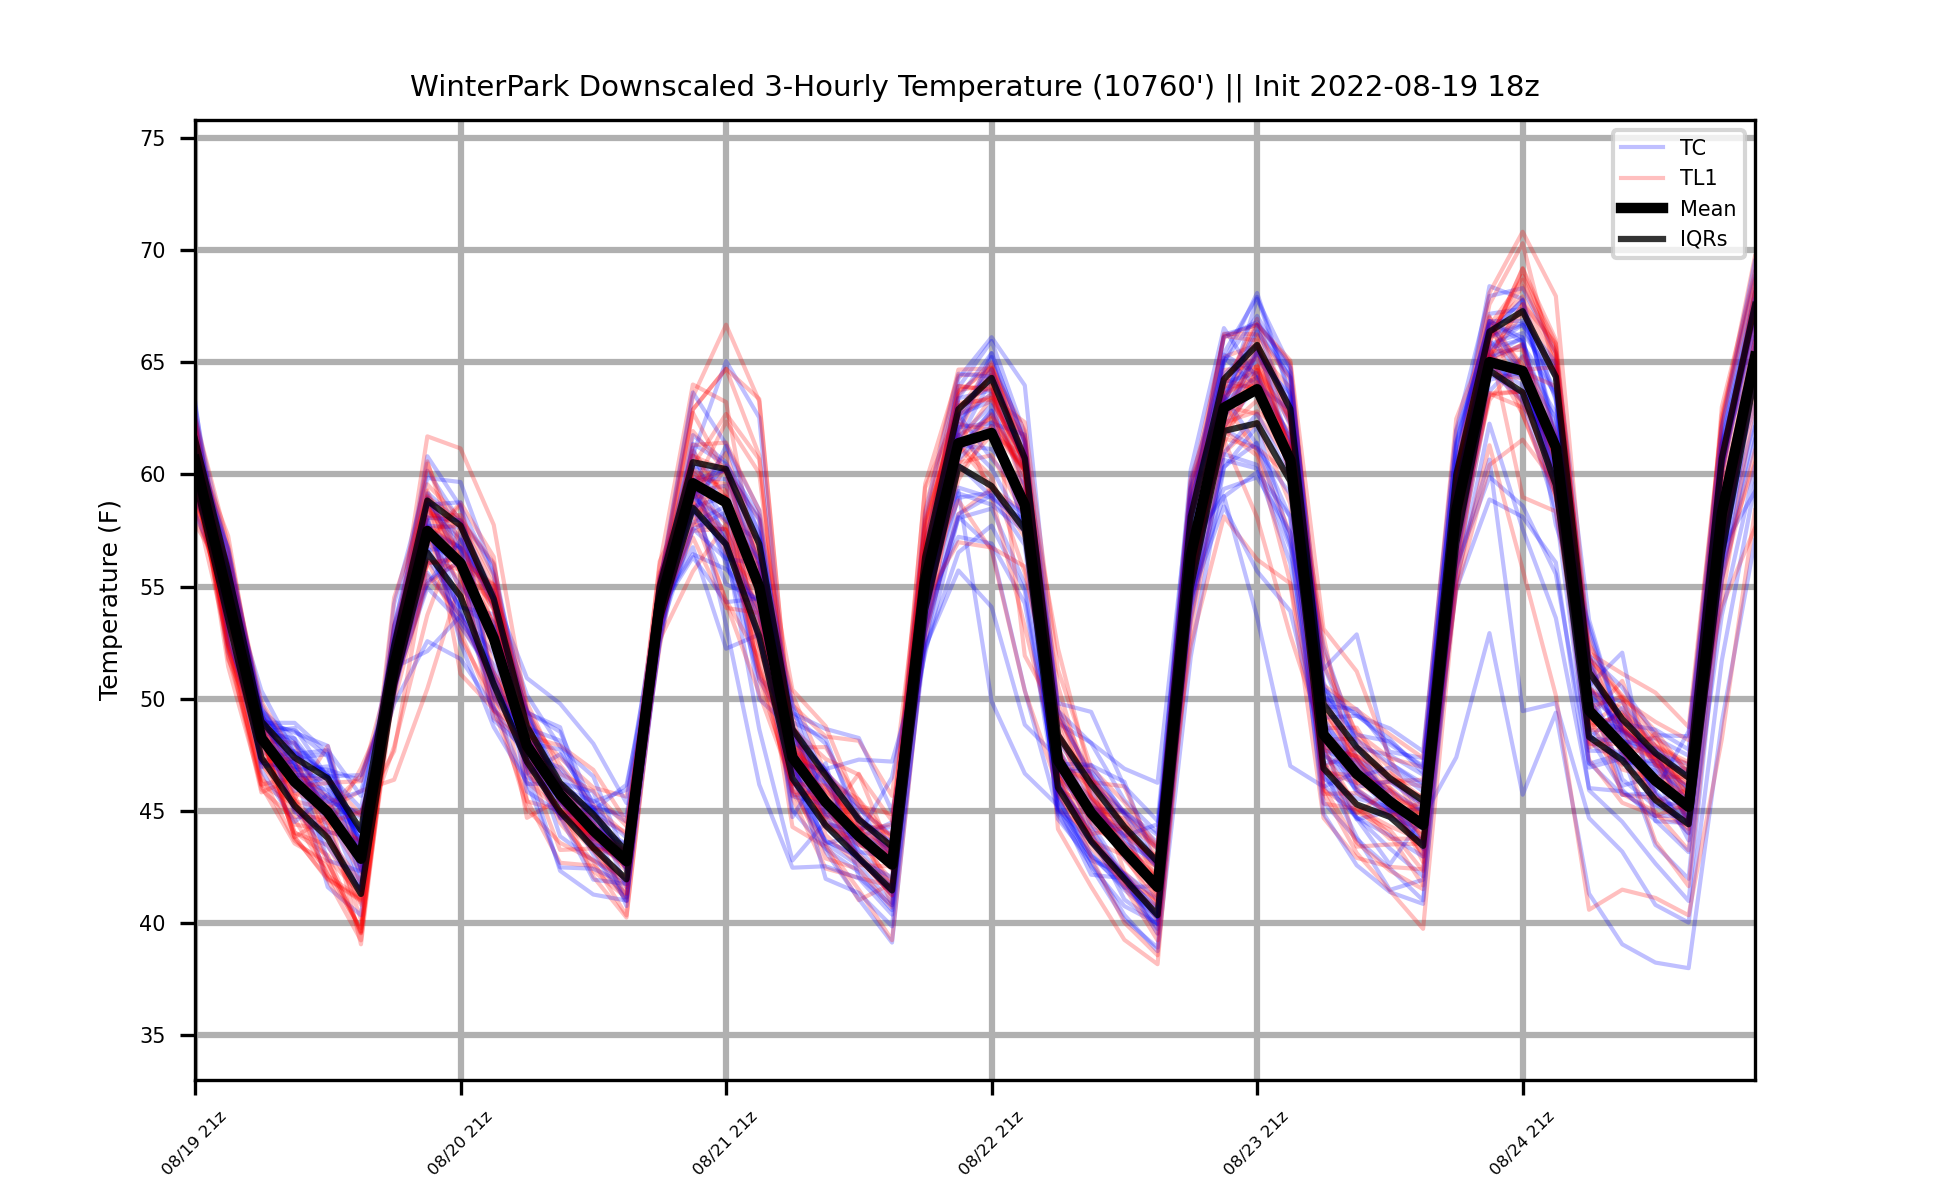 WinterPark Downscaled 3-Hourly Temperature (10760') || Init 2022-08-19 18z
TC
TL1
Mean
IQRs
Temperature (F)
75
70
65
60
55
50
45
40
35
08/19 21z
08/20 21z
08/21 21z
08/22 21z
08/23 21z
08/24 21z